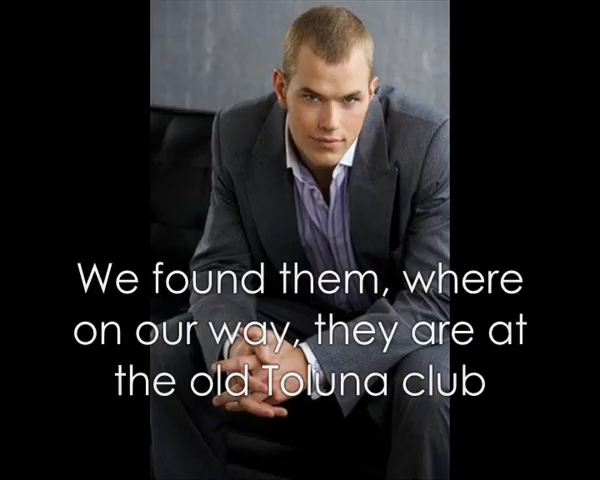 We found them, where
on our way, they are at
the old Toluna club